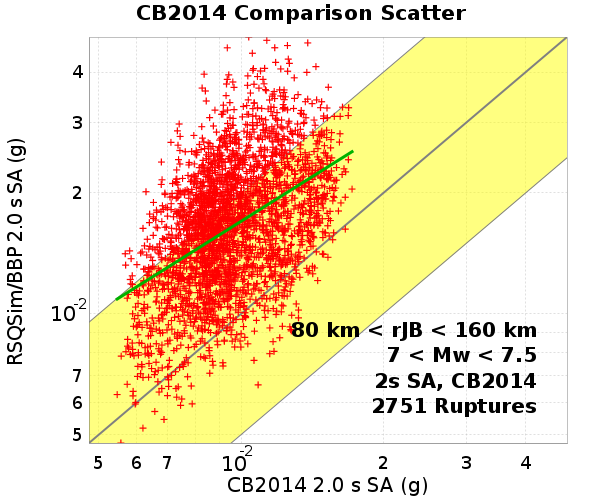 CB2014 Comparison Scatter
RSQSim/BBP 2.0 s SA (g)
4
3
2
10-2
7
6
5
80 km < rJB < 160 km
7 < Mw < 7.5
2s SA, CB2014
2751 Ruptures
5 6 7 10-2 2 3 4
CB2014 2.0 s SA (g)